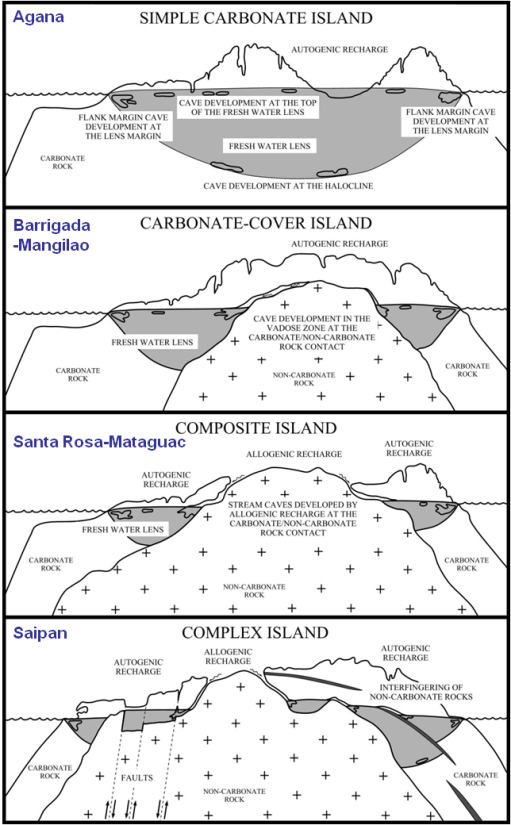 Agana
SIMPLE CARBONATE ISLAND
AUTOGENIC RECHARGE
CAVE DEVELOPMENT AT THE TOP
OF THE FRESH WATER LENS
FLANK MARGIN CAVE
DEVELOPMENT AT
THE LENS MARGIN
FLANK MARGIN CAVE
DEVELOPMENT AT
THE LENS MARGIN
FRESH WATER LENS
CARBONATE
ROCK
CAVE DEVELOPMENT AT THE HALOCLINE
Barrigada
-Mangilao
CARBONATE-COVER ISLAND
AUTOGENIC RECHARGE
FRESH WATER LENS
CAVE DEVELOPMENT IN THE
VADOSE ZONE AT THE
CARBONATE/NON-CARBONATE
ROCK CONTACT
CARBONATE
ROCK
NON-CARBONATE
ROCK
CARBONATE
ROCK
Santa Rosa-Mataguac
COMPOSITE ISLAND
ALLOGENIC RECHARGE
AUTOGENIC
RECHARGE
AUTOGENIC
RECHARGE
FRESH WATER LENS
STREAM CAVES DEVELOPED BY
ALLOGENIC RECHARGE AT THE
CARBONATE/NON-CARBONATE
ROCK CONTACT
CARBONATE
ROCK
NON-CARBONATE
ROCK
CARBONATE
ROCK
Saipan
COMPLEX ISLAND
AUTOGENIC
RECHARGE
ALLOGENIC
RECHARGE
AUTOGENIC
RECHARGE
INTERFINGERING OF
NON-CARBONATE ROCKS
CARBONATE
ROCK
FAULTS
NON-CARBONATE
ROCK
CARBONATE
ROCK